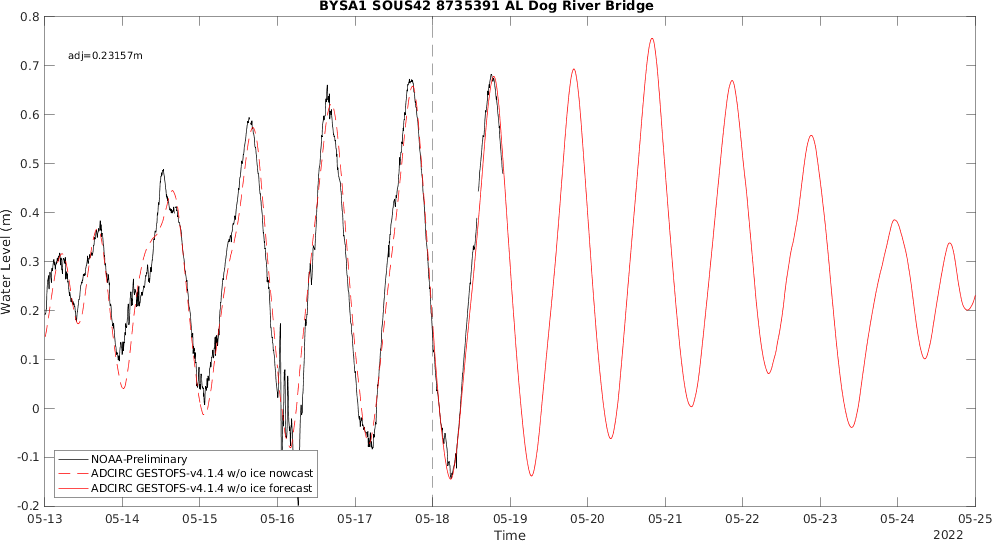 BYSA1 SOUS42 8735391 AL Dog River Bridge
adj=0.23157m
0.8
0.7
0.6
0.5
0.4
0.3
0.2
0.1
0
-0.1
-0.2
Water Level (m)
NOAA-Preliminary
ADCIRC GESTOFS-v4.1.4 w/o ice nowcast
ADCIRC GESTOFS-v4.1.4 w/o ice forecast
05-13 05-14 05-15 05-16 05-17 05-18 05-19 05-20 05-21 05-22 05-23 05-24 05-25
Time
2022